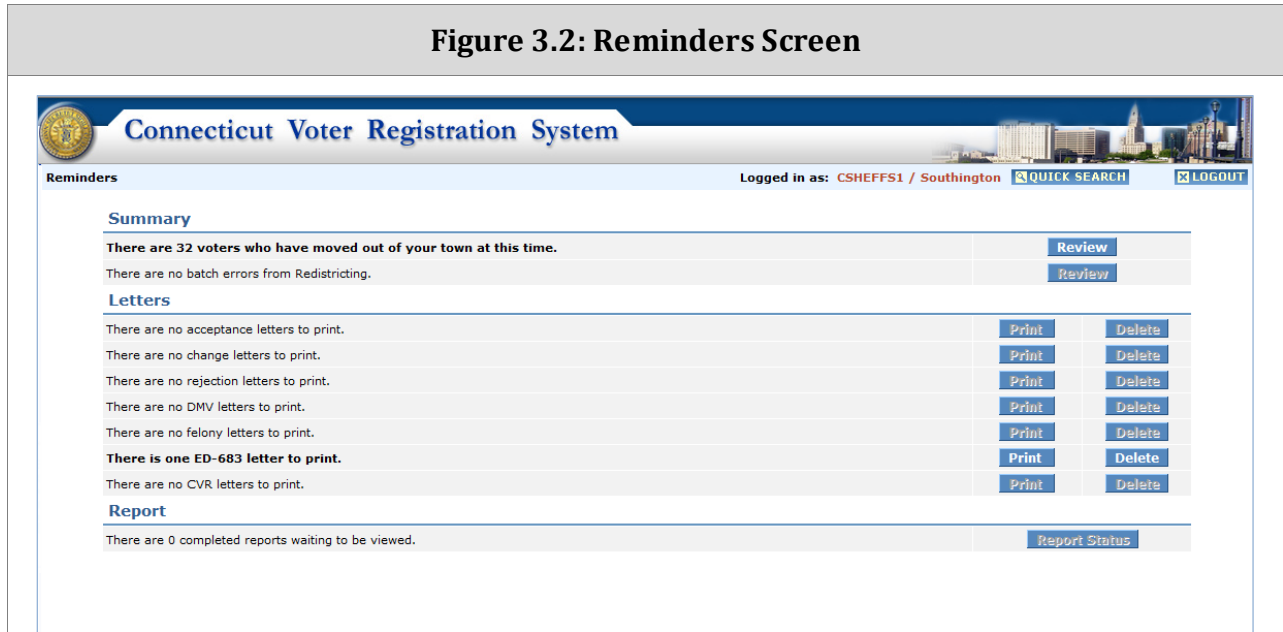 Figure 3.2: Reminders Screen
Connecticut Voter Registration System
Reminders Logged in as: CSHEFFS1 / Southington QUICK SEARCH LOGOUT
Summary
There are 32 voters who have moved out of your town at this time. Review
There are no batch errors from Redistricting. Review
Letters
There are no acceptance letters to print. Print Delete
There are no change letters to print. Print Delete
There are no rejection letters to print. Print Delete
There are no DMV letters to print. Print Delete
There are no felony letters to print. Print Delete
There is one ED-683 letter to print. Print Delete
There are no CVR letters to print. Print Delete
Report
There are 0 completed reports waiting to be viewed. Report Status